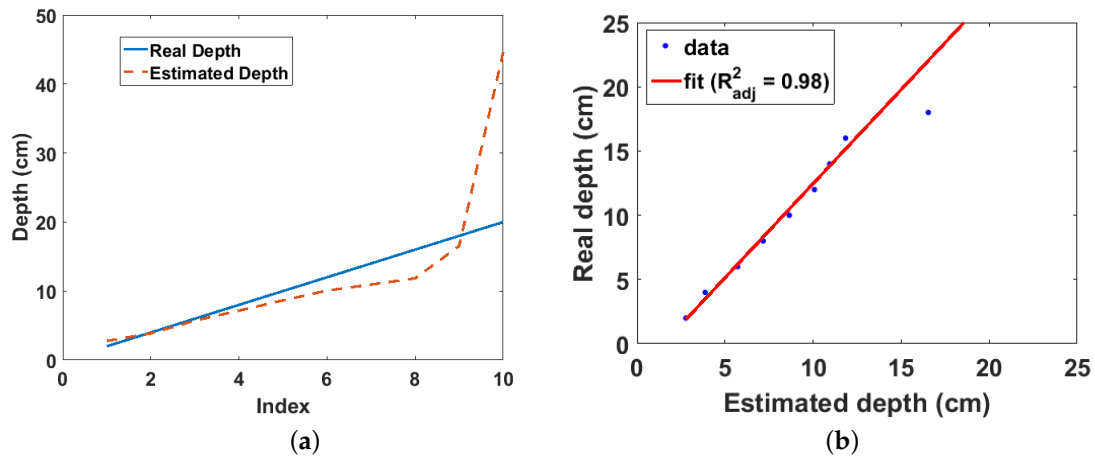 50
40
30
20
10
0
Depth (cm)
Real Depth
Estimated Depth
0 2 4 6 8 10
Index
(a)
25
20
15
10
5
0
Real depth (cm)
data
fit (R²adj = 0.98)
0 5 10 15 20 25
Estimated depth (cm)
(b)